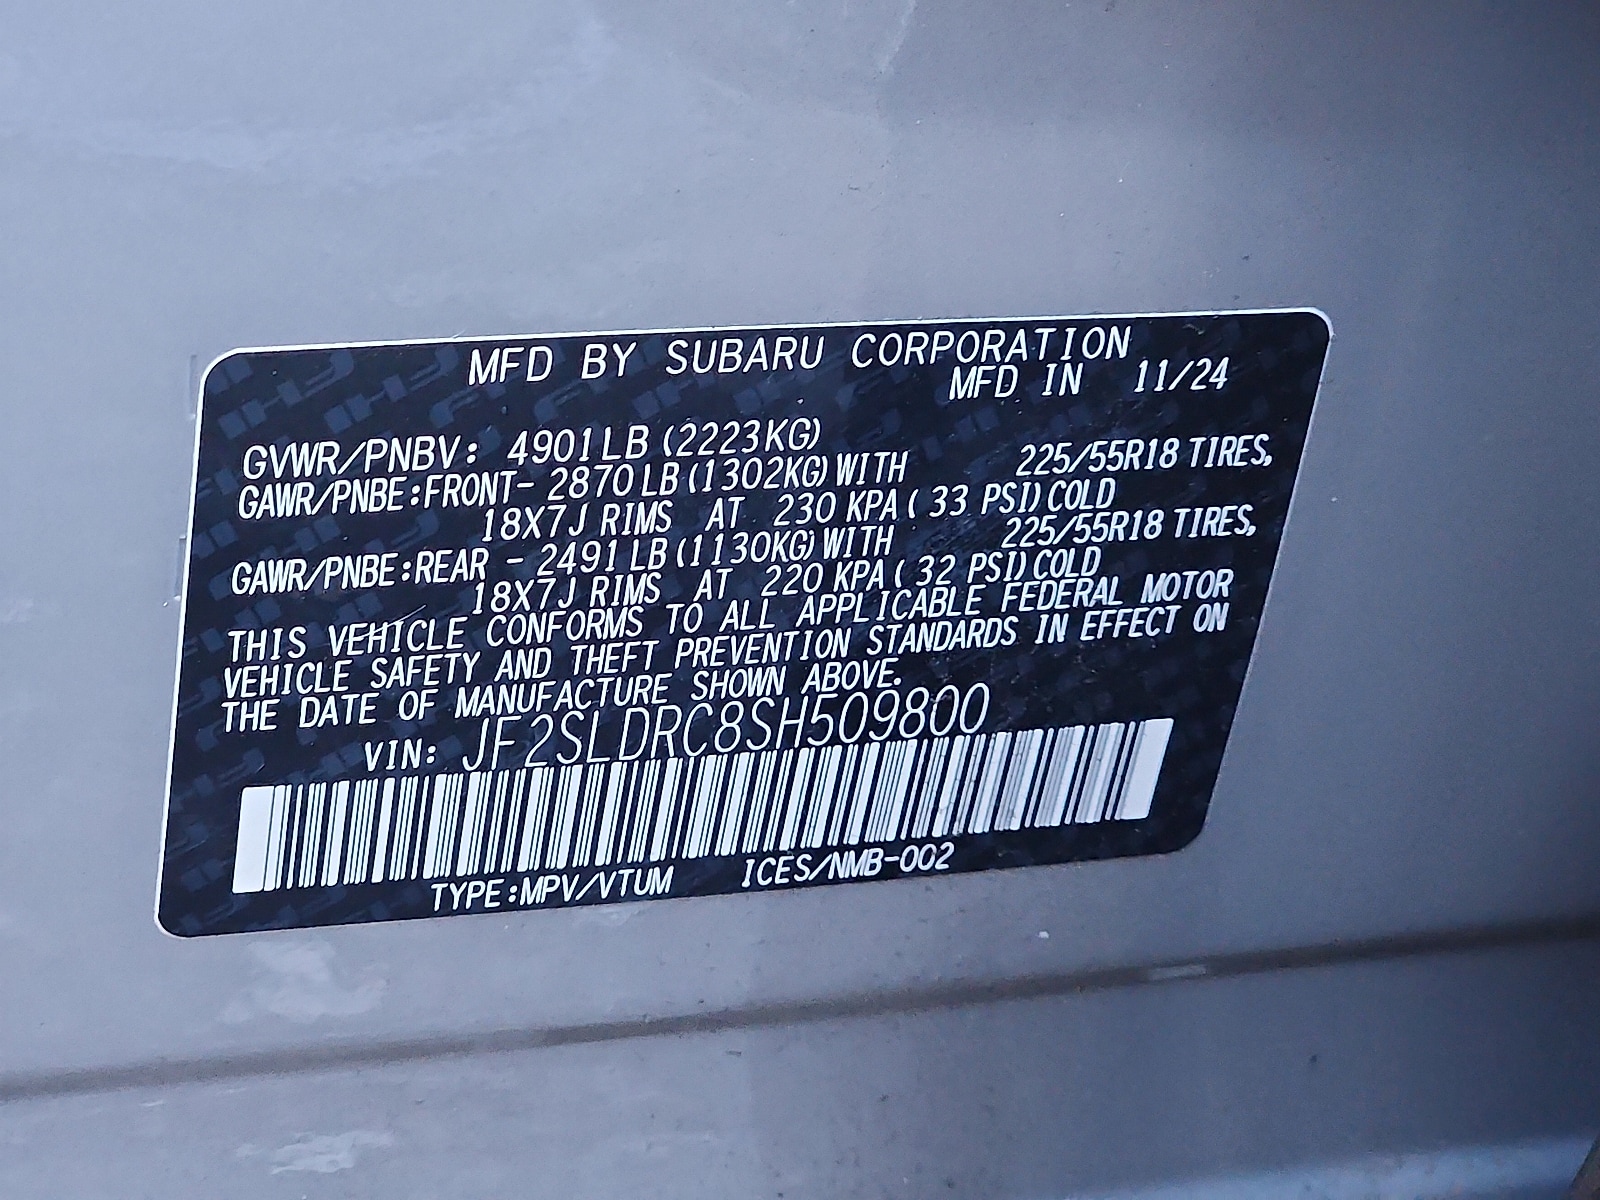 MFD BY SUBARU CORPORATION
MFD IN 11/24
GVWR/PNBV: 4901LB (2223KG)
GAWR/PNBE:FRONT- 2870LB(1302KG)WITH 225/55R18 TIRES,
18X7J RIMS AT 230 KPA( 33 PSI)COLD
GAWR/PNBE:REAR - 2491LB(1130KG)WITH 225/55R18 TIRES,
18X7J RIMS AT 220 KPA( 32 PSI)COLD
THIS VEHICLE CONFORMS TO ALL APPLICABLE FEDERAL MOTOR
VEHICLE SAFETY AND THEFT PREVENTION STANDARDS IN EFFECT ON
THE DATE OF MANUFACTURE SHOWN ABOVE.
VIN: JF2SLDRC8SH509800
TYPE:MPV/VTUM ICES/NMB-002